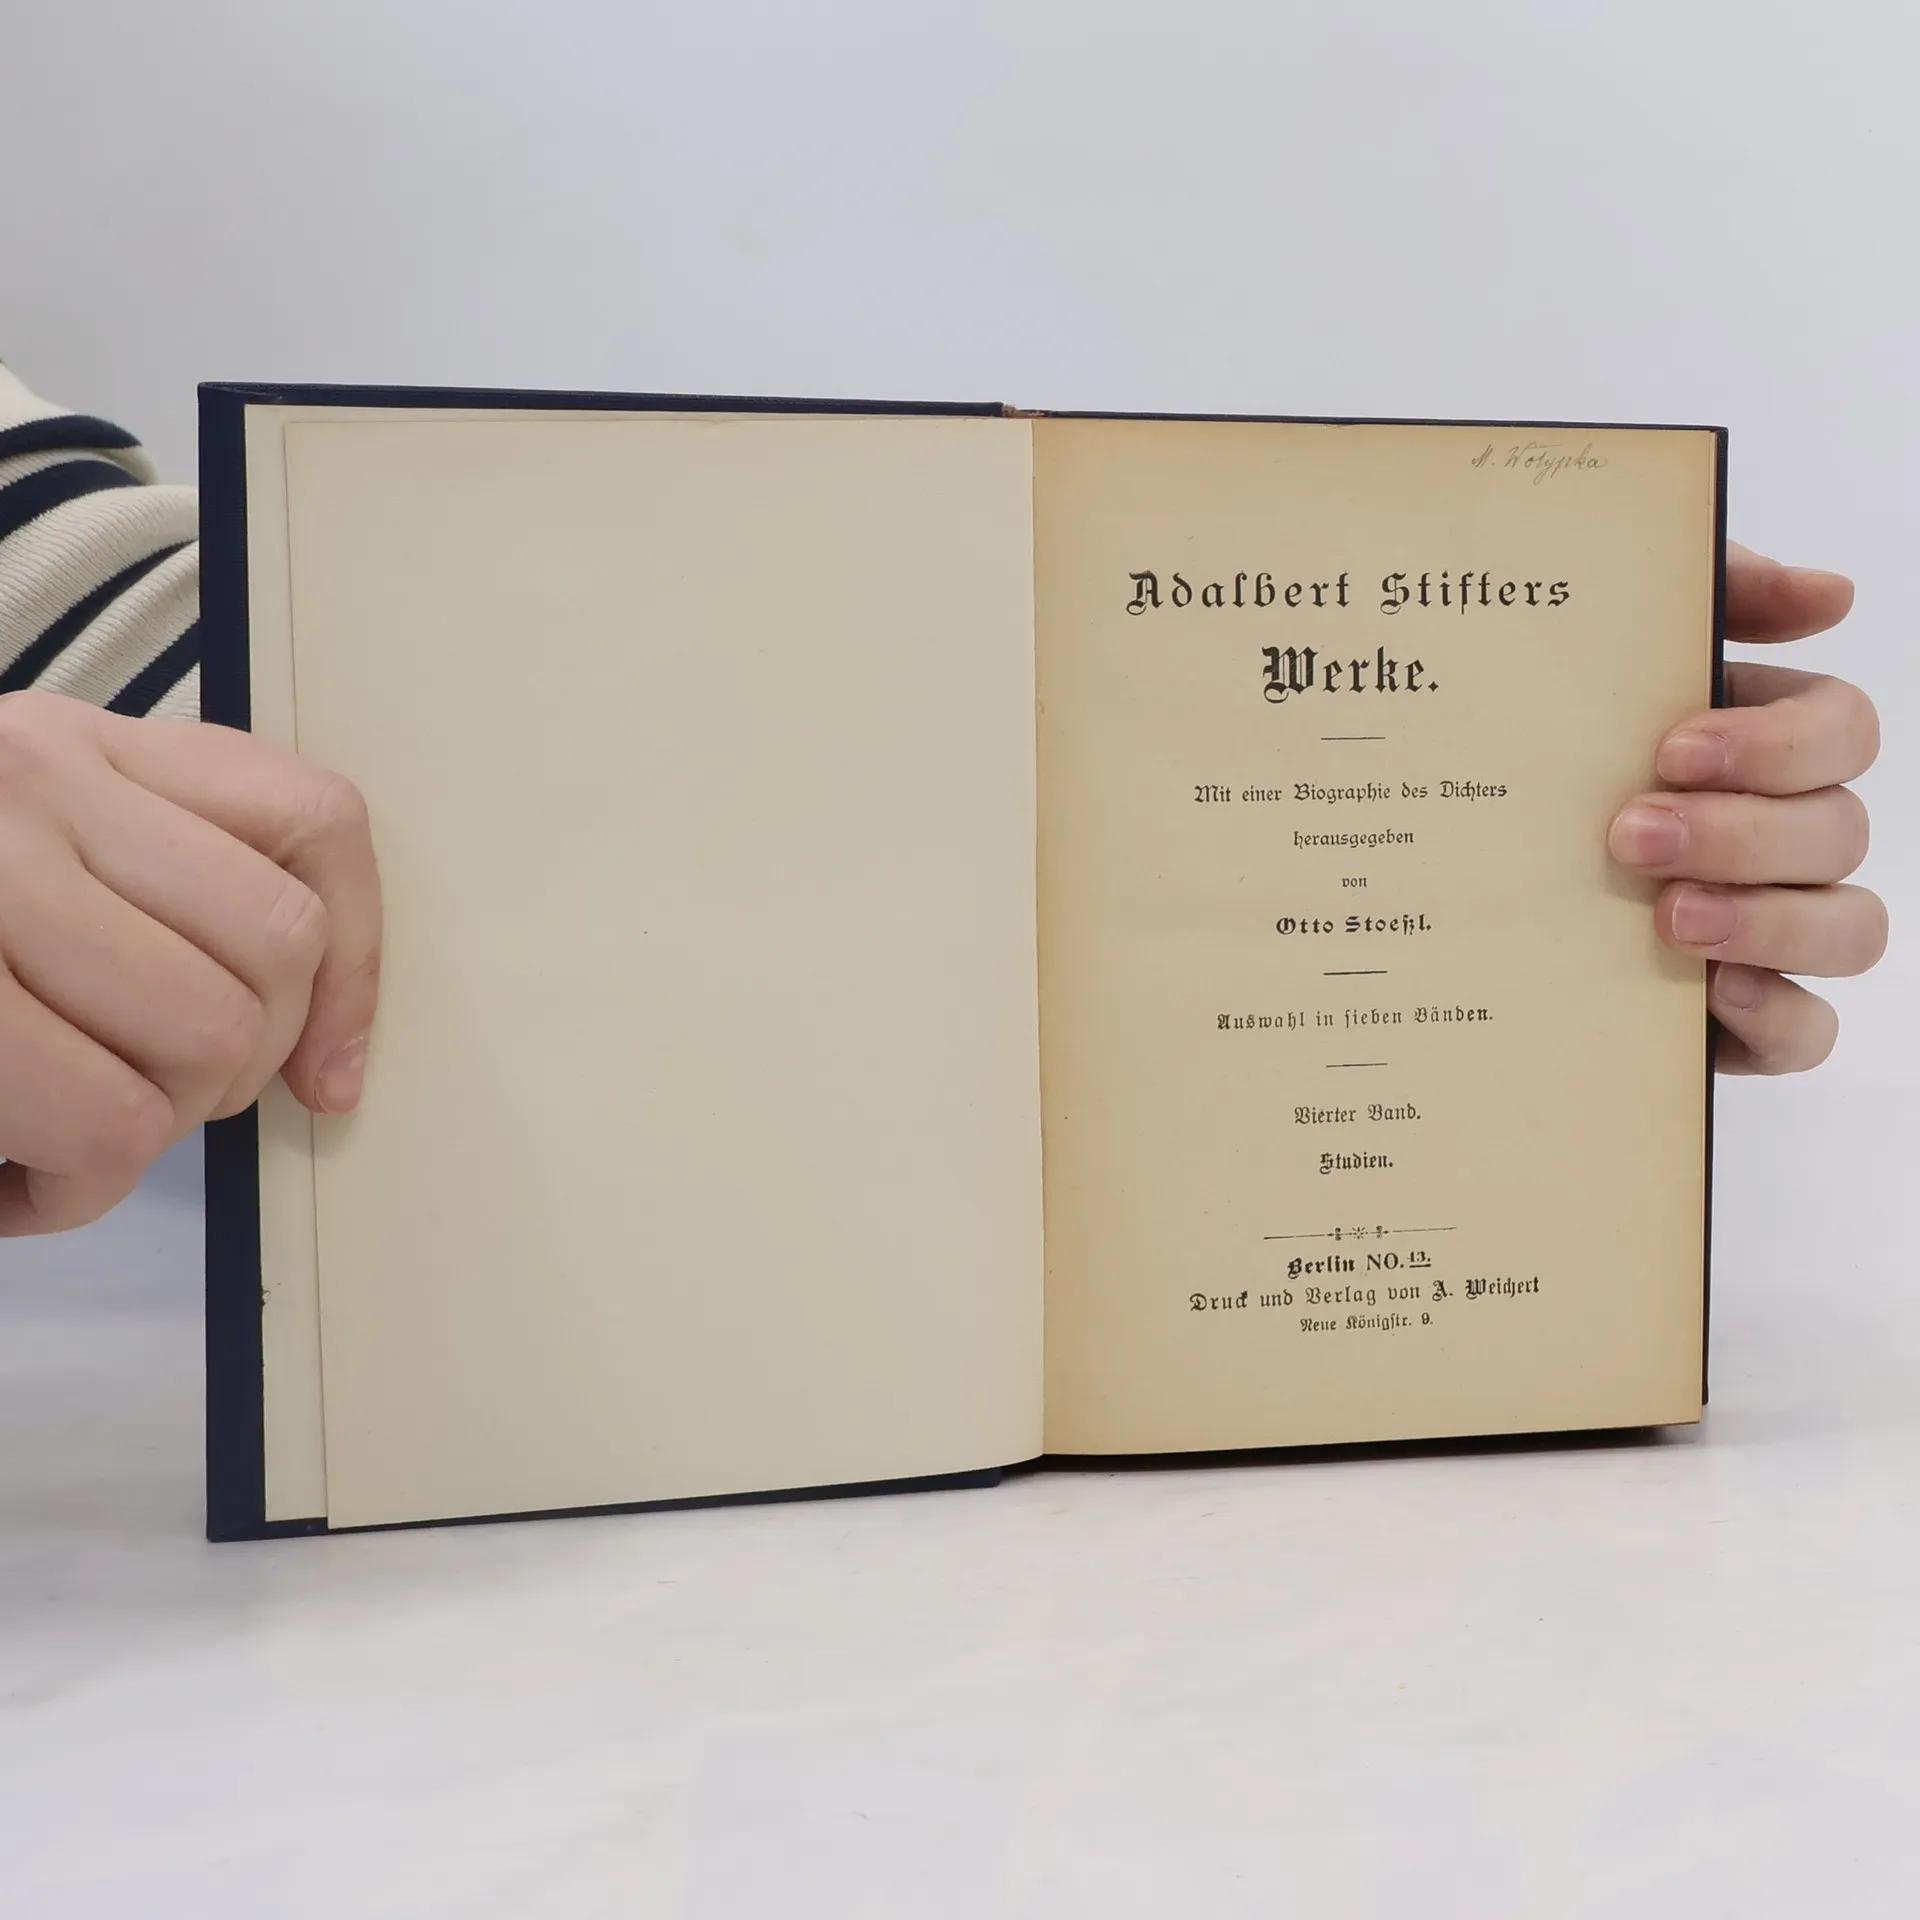 M. Wotypka
Adalbert Stifters
Werke.
Mit einer Biographie des Dichters
herausgegeben
von
Otto Stoeßl.
Auswahl in sieben Bänden.
Vierter Band.
Studien.
Berlin NO. 43.
Druck und Verlag von A. Weichert
Neue Königstr. 9.